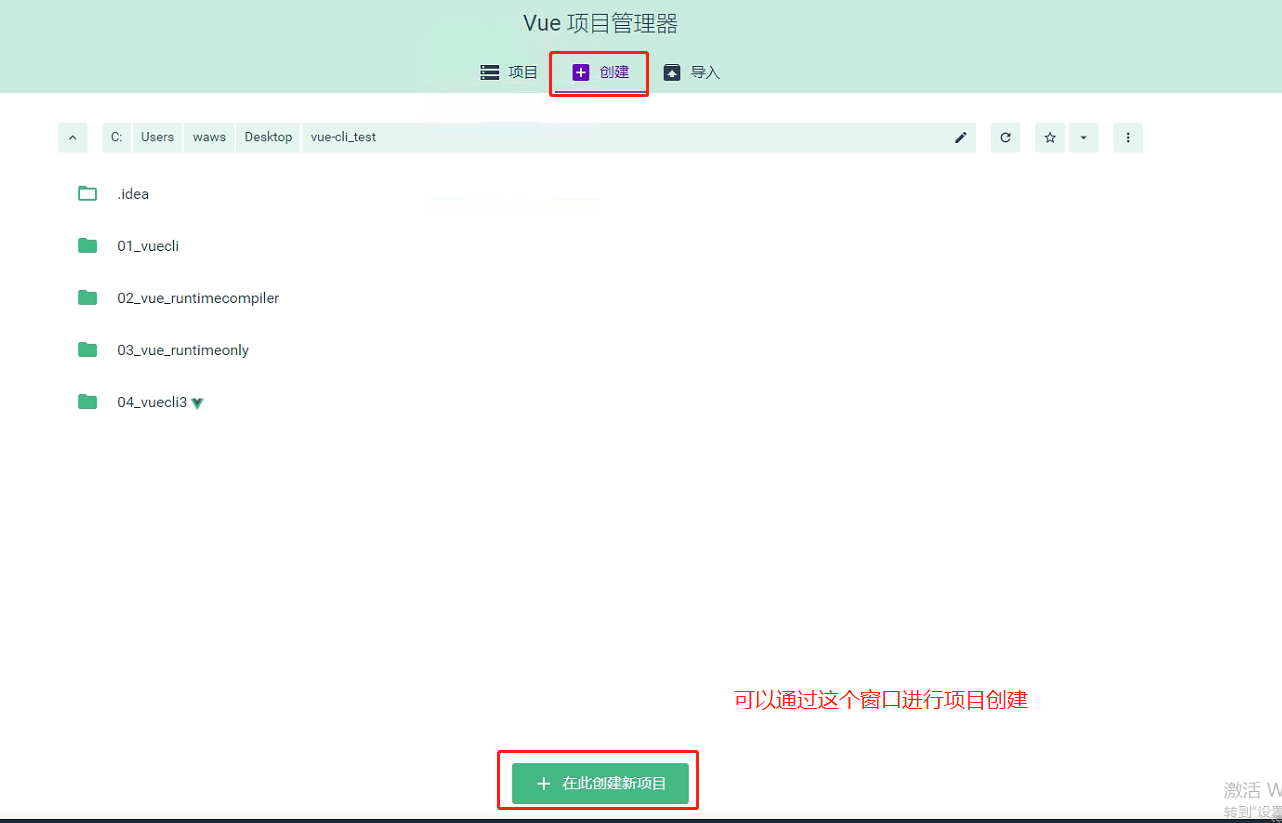 Vue 项目管理器
项目 创建 导入
C: Users waws Desktop vue-cli_test
.idea
01_vuecli
02_vue_runtimecompiler
03_vue_runtimeonly
04_vuecli3
可以通过这个窗口进行项目创建
在此创建新项目
激活 W
转到"设置